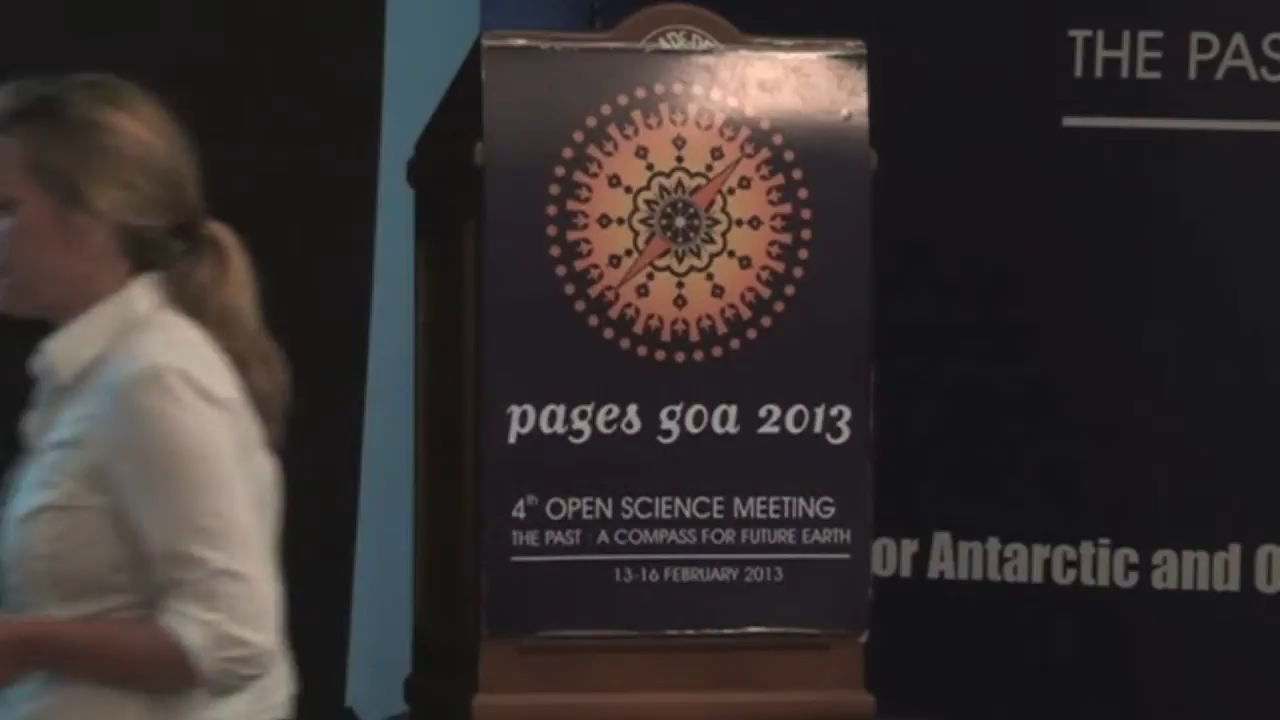 THE PAS
pages goa 2013
4th OPEN SCIENCE MEETING
THE PAST A COMPASS FOR FUTURE EARTH
13-16 FEBRUARY 2013
or Antarctic and O